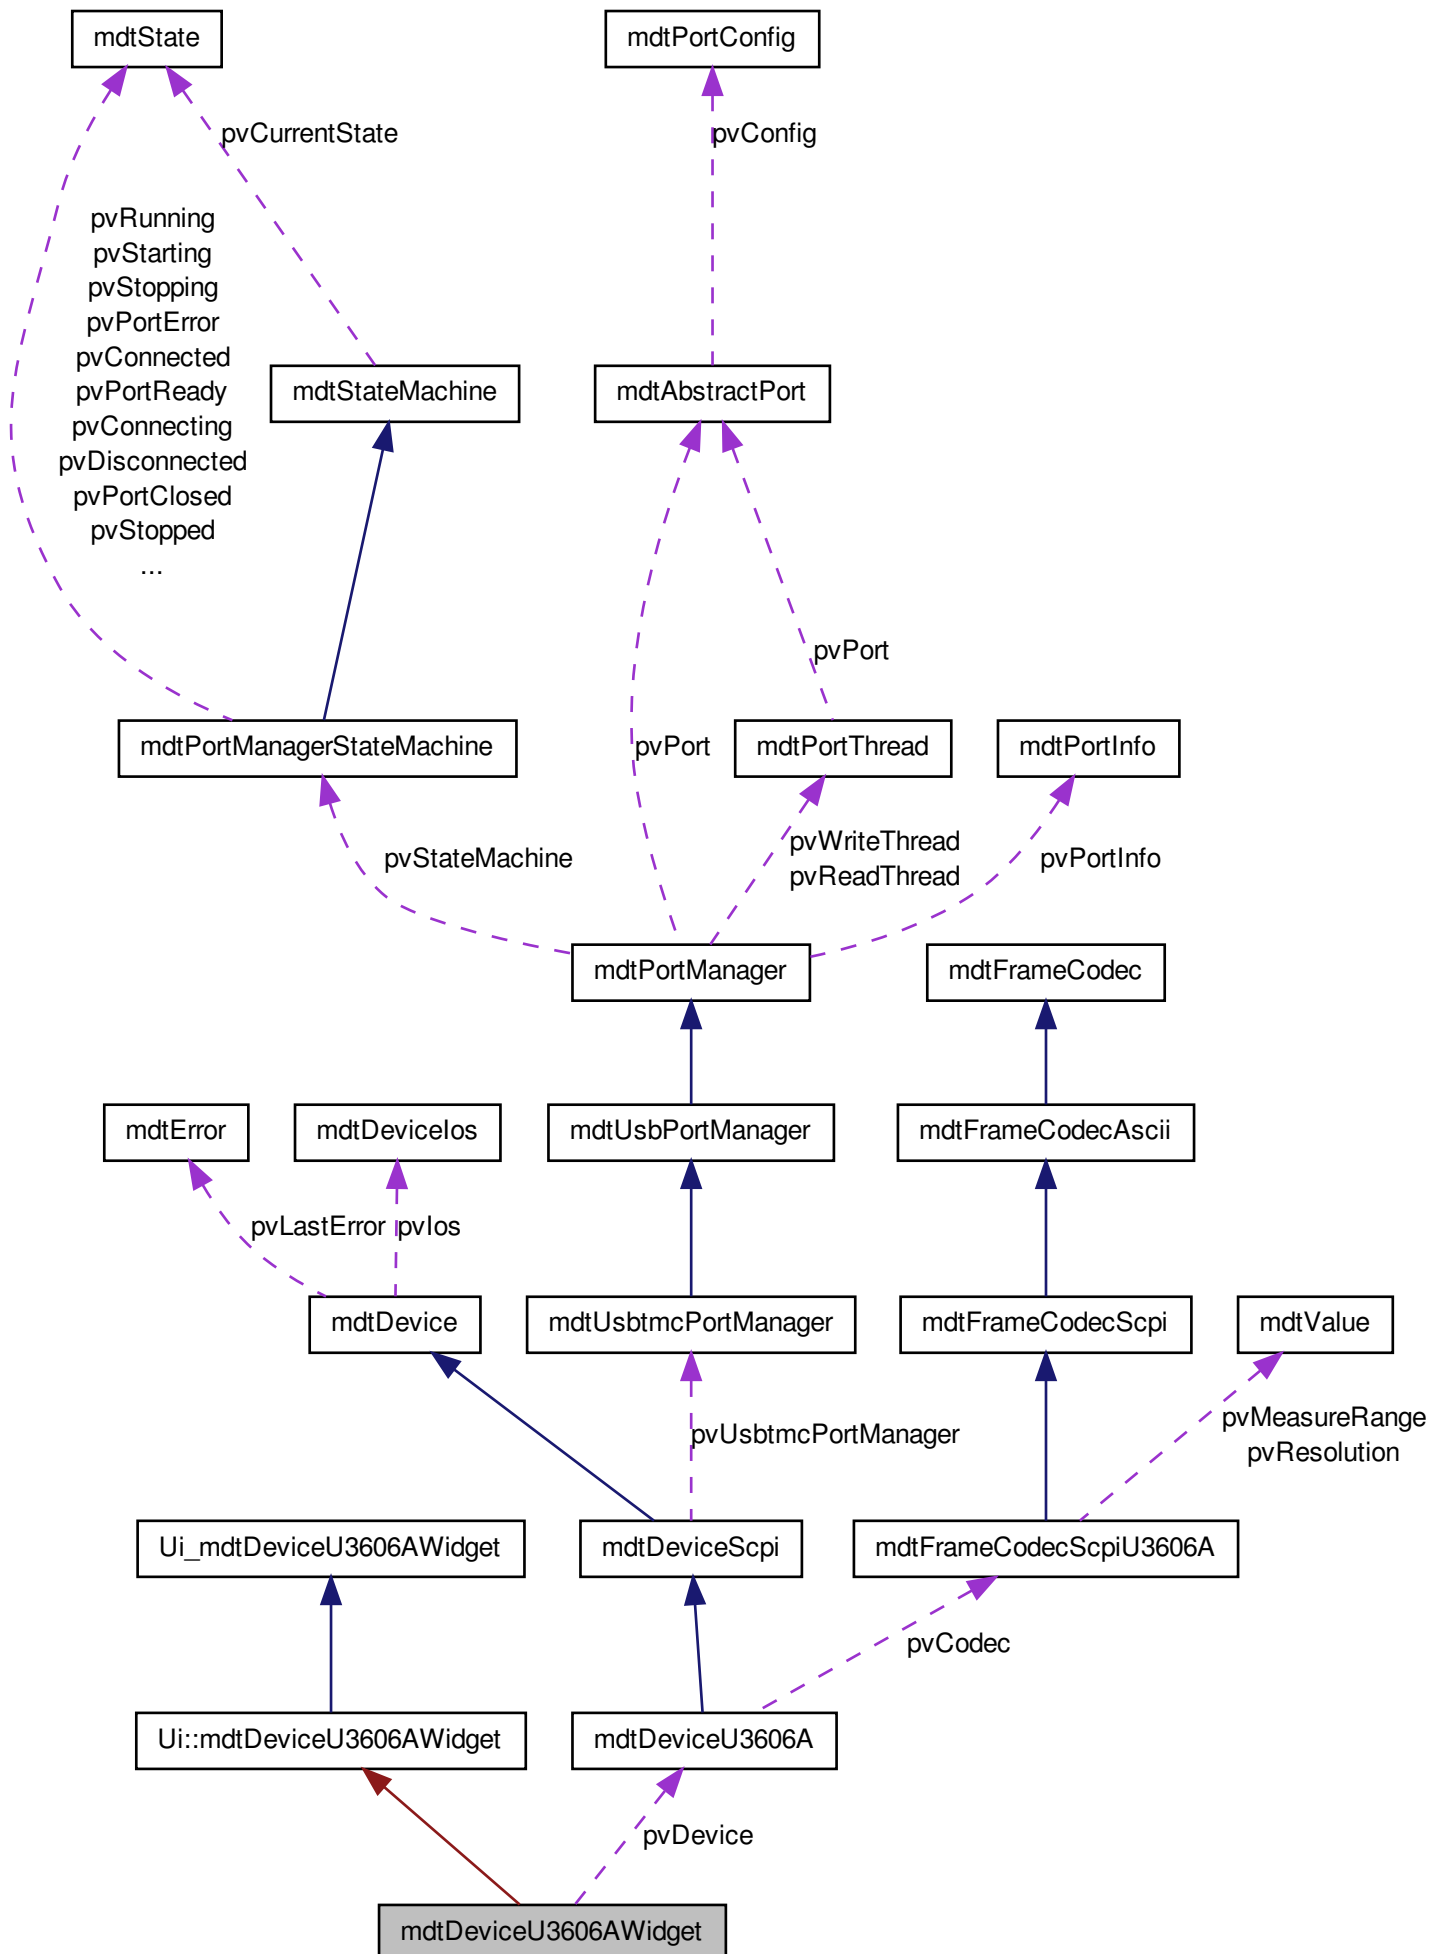 mdtState
mdtPortConfig
pvCurrentState
pvConfig
pvRunning
pvStarting
pvStopping
pvPortError
pvConnected
pvPortReady
pvConnecting
pvDisconnected
pvPortClosed
pvStopped
...
mdtStateMachine
mdtAbstractPort
pvPort
mdtPortManagerStateMachine
pvPort
mdtPortThread
mdtPortInfo
pvStateMachine
pvWriteThread
pvReadThread
pvPortInfo
mdtPortManager
mdtFrameCodec
mdtError
mdtDeviceIos
mdtUsbPortManager
mdtFrameCodecAscii
pvLastError
pvIos
mdtDevice
mdtUsbtmcPortManager
mdtFrameCodecScpi
mdtValue
pvUsbtmcPortManager
pvMeasureRange
pvResolution
Ui_mdtDeviceU3606AWidget
mdtDeviceScpi
mdtFrameCodecScpiU3606A
pvCodec
Ui::mdtDeviceU3606AWidget
mdtDeviceU3606A
pvDevice
mdtDeviceU3606AWidget